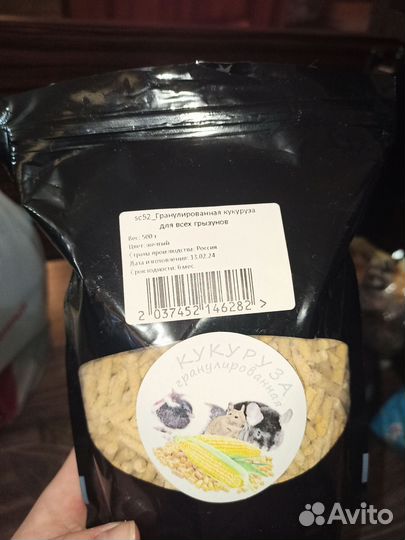 sc52_Гранулированная кукуруза
для всех грызунов
Вес: 500 г
Цвет: желтый
Страна производства: Россия
Дата изготовления: 13.02.24
Срок годности: 6 мес.
2 037452 146282 >
КУКУРУЗА
гранулированная
Avito